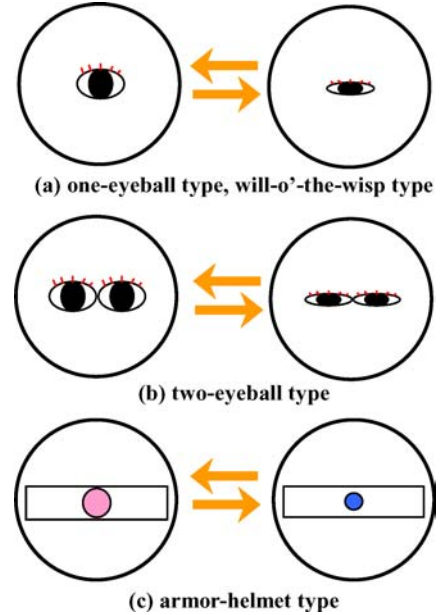 (a) one-eyeball type, will-o’-the-wisp type
(b) two-eyeball type
(c) armor-helmet type